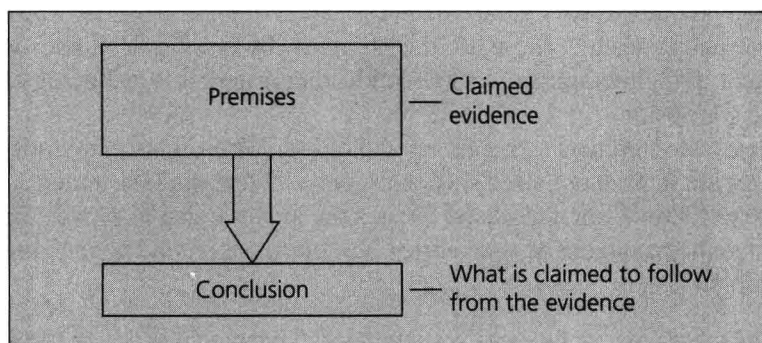 Premises
Claimed
evidence
Conclusion
What is claimed to follow
from the evidence